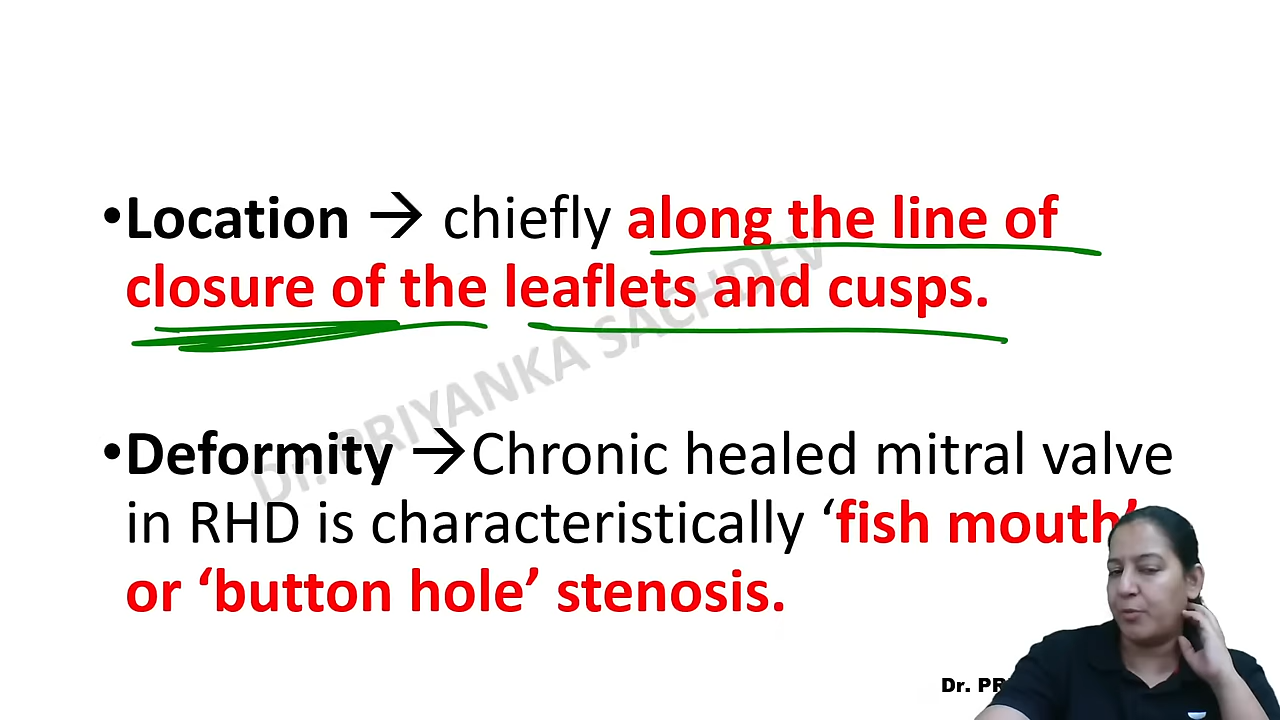 •Location → chiefly along the line of
closure of the leaflets and cusps.
Dr. PRIYANKA SACHDEV
•Deformity →Chronic healed mitral valve
in RHD is characteristically ‘fish mouth’
or ‘button hole’ stenosis.
Dr.